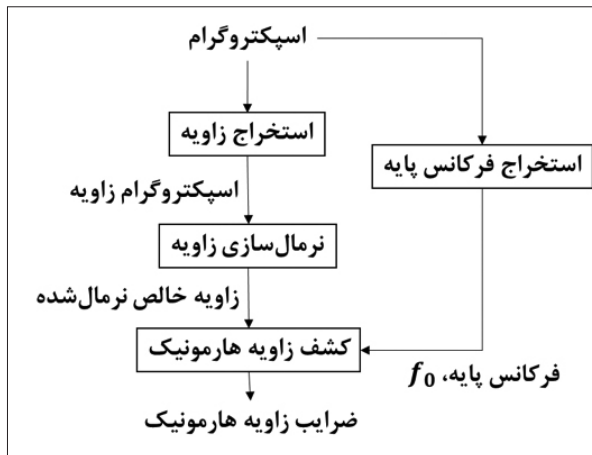 اسپکتروگرام
استخراج زاویه
استخراج فرکانس پایه
اسپکتروگرام زاویه
نرمال‌سازی زاویه
زاویه خالص نرمال‌شده
کشف زاویه هارمونیک
فرکانس پایه، f₀
ضرایب زاویه هارمونیک